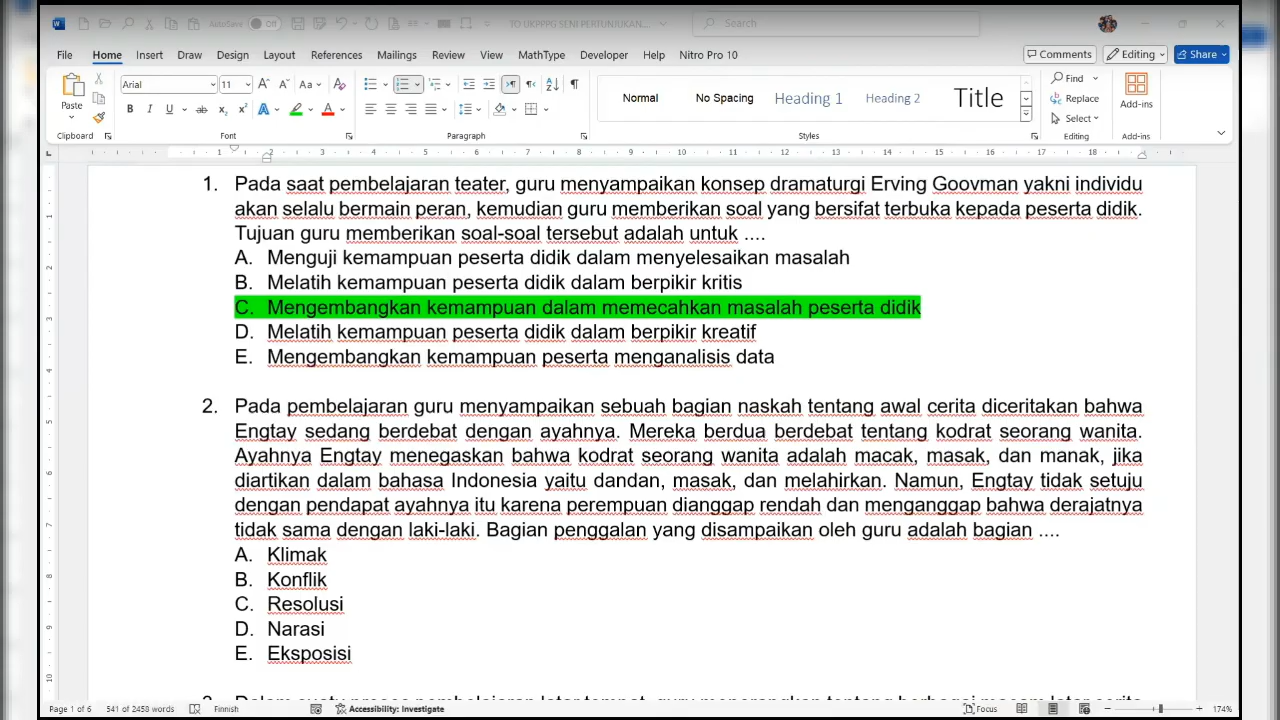 AutoSave Off TO UKPPPG SENI PERTUNJUKAN... Search
File Home Insert Draw Design Layout References Mailings Review View MathType Developer Help Nitro Pro 10 Comments Editing Share
Paste Arial 11 Normal No Spacing Heading 1 Heading 2 Title Find Replace Select Add-ins
Clipboard Font Paragraph Styles Editing Add-ins
1. Pada saat pembelajaran teater, guru menyampaikan konsep dramaturgi Erving Goovman yakni individu
akan selalu bermain paran, kemudian guru memberikan soal yang bersifat terbuka kepada peserta didik.
Tujuan guru memberikan soal-soal tersebut adalah untuk ....
A. Menguji kemampuan peserta didik dalam menyelesaikan masalah
B. Melatih kemampuan peserta didik dalam berpikir kritis
C. Mengembangkan kemampuan dalam memecahkan masalah peserta didik
D. Melatih kemampuan peserta didik dalam berpikir kreatif
E. Mengembangkan kemampuan peserta menganalisis data
2. Pada pembelajaran guru menyampaikan sebuah bagian naskah tentang awal cerita diceritakan bahwa
Engtay sedang berdebat dengan ayahnya. Mereka berdua berdebat tentang kodrat seorang wanita.
Ayahnya Engtay menegaskan bahwa kodrat seorang wanita adalah macak, masak, dan manak, jika
diartikan dalam bahasa Indonesia yaitu dandan, masak, dan melahirkan. Namun, Engtay tidak setuju
dengan pendapat ayahnya itu karena perempuan dianggap rendah dan menganggap bahwa derajatnya
tidak sama dengan laki-laki. Bagian penggalan yang disampaikan oleh guru adalah bagian ....
A. Klimak
B. Konflik
C. Resolusi
D. Narasi
E. Eksposisi
Page 1 of 6 541 of 2458 words Finnish Accessibility: Investigate Focus 174%